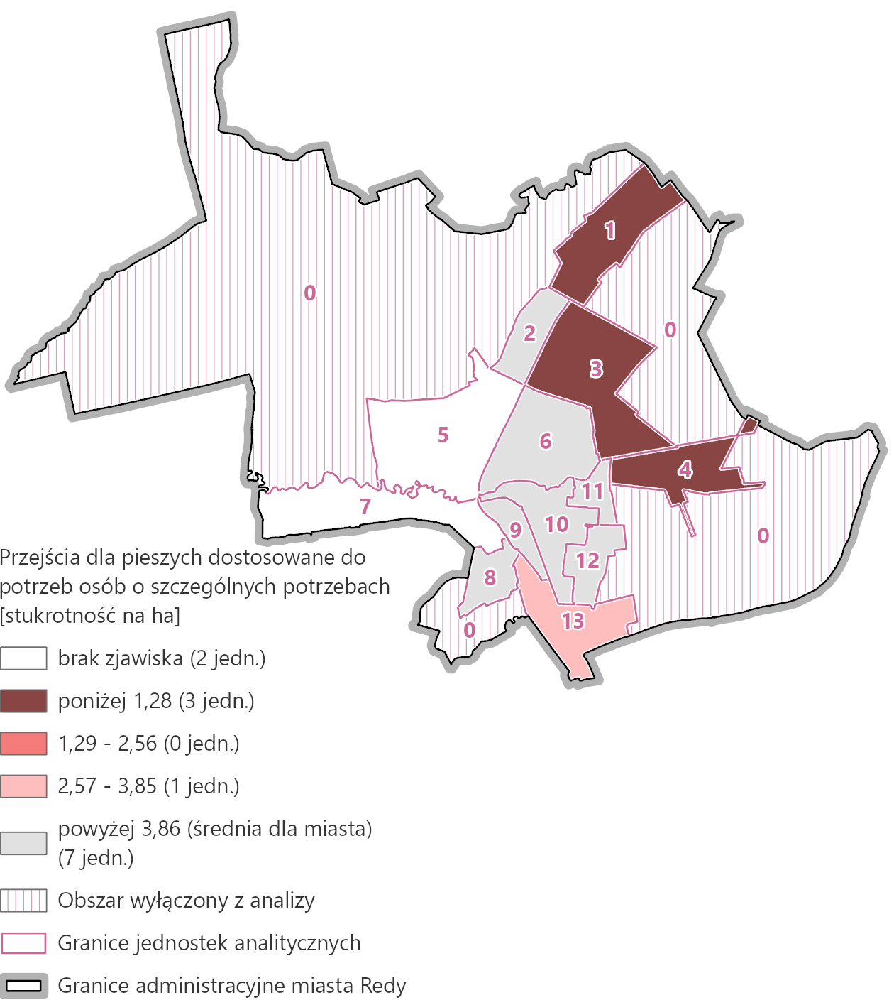 1
0
2
0
3
5
6
4
11
7
10
9
0
12
8
13
0
Przejścia dla pieszych dostosowane do
potrzeb osób o szczególnych potrzebach
[stukrotność na ha]
brak zjawiska (2 jedn.)
poniżej 1,28 (3 jedn.)
1,29 - 2,56 (0 jedn.)
2,57 - 3,85 (1 jedn.)
powyżej 3,86 (średnia dla miasta)
(7 jedn.)
Obszar wyłączony z analizy
Granice jednostek analitycznych
Granice administracyjne miasta Redy